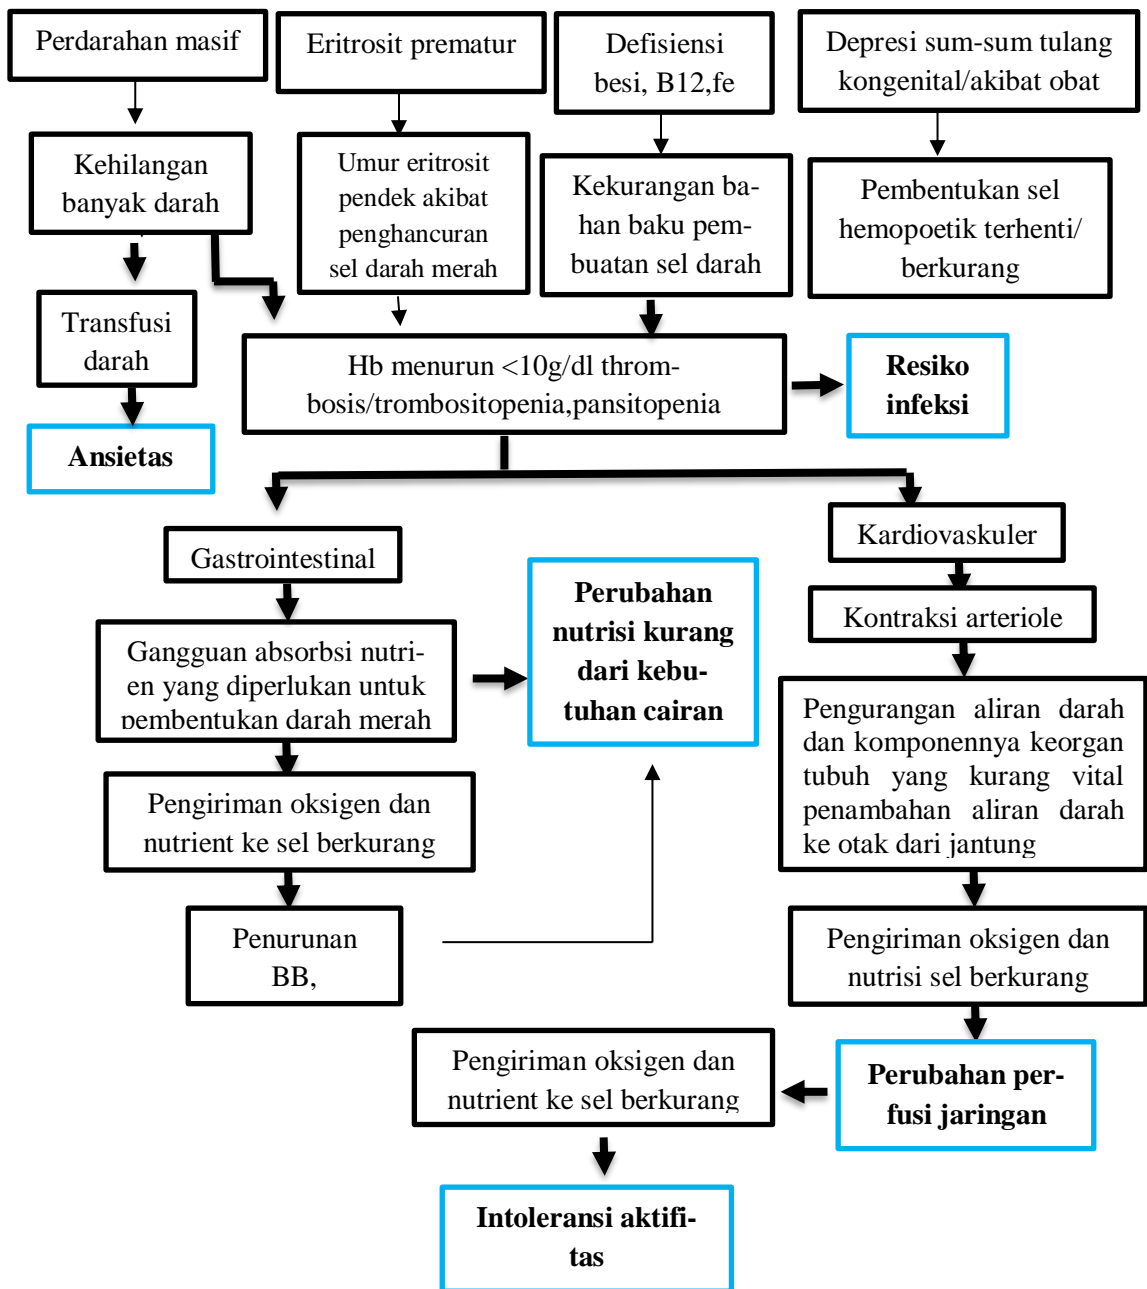 Perdarahan masif
Eritrosit prematur
Defisiensi
besi, B12,fe
Depresi sum-sum tulang
kongenital/akibat obat
Kehilangan
banyak darah
Umur eritrosit
pendek akibat
penghancuran
sel darah merah
Kekurangan ba-
han baku pem-
buatan sel darah
Pembentukan sel
hemopoetik terhenti/
berkurang
Transfusi
darah
Hb menurun <10g/dl throm-
bosis/trombositopenia,pansitopenia
Resiko
infeksi
Ansietas
Gastrointestinal
Kardiovaskuler
Perubahan
nutrisi kurang
dari kebu-
tuhan cairan
Kontraksi arteriole
Gangguan absorbsi nutri-
en yang diperlukan untuk
pembentukan darah merah
Pengurangan aliran darah
dan komponennya keorgan
tubuh yang kurang vital
penambahan aliran darah
ke otak dari jantung
Pengiriman oksigen dan
nutrient ke sel berkurang
Penurunan
BB,
Pengiriman oksigen dan
nutrisi sel berkurang
Pengiriman oksigen dan
nutrient ke sel berkurang
Perubahan per-
fusi jaringan
Intoleransi aktifi-
tas